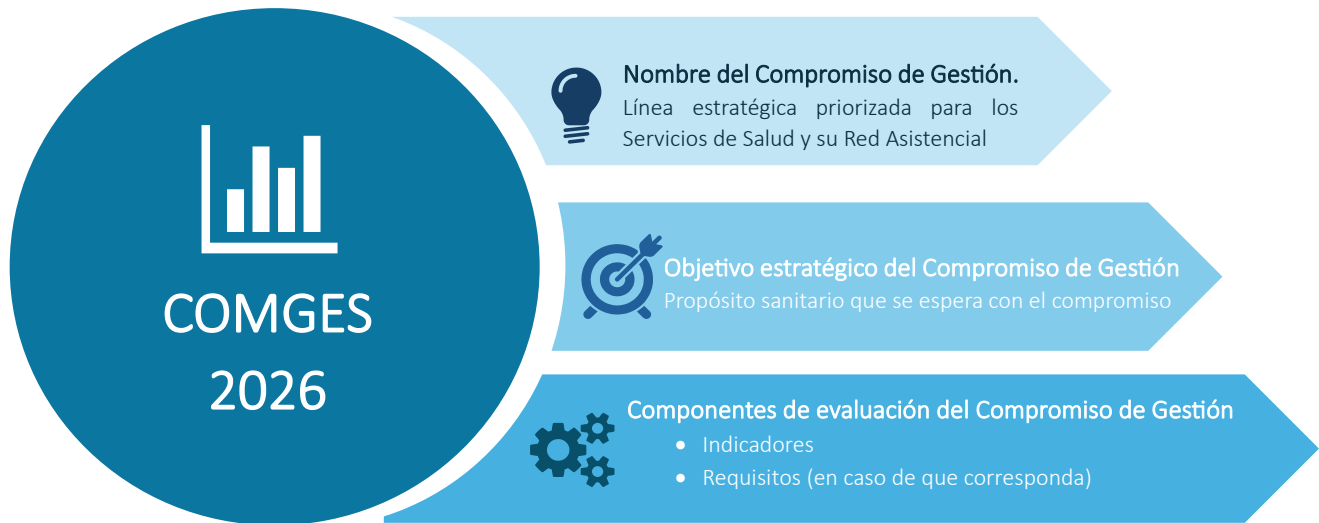 COMGES
2026
Nombre del Compromiso de Gestión.
Línea estratégica priorizada para los
Servicios de Salud y su Red Asistencial
Objetivo estratégico del Compromiso de Gestión
Propósito sanitario que se espera con el compromiso
Componentes de evaluación del Compromiso de Gestión
• Indicadores
• Requisitos (en caso de que corresponda)